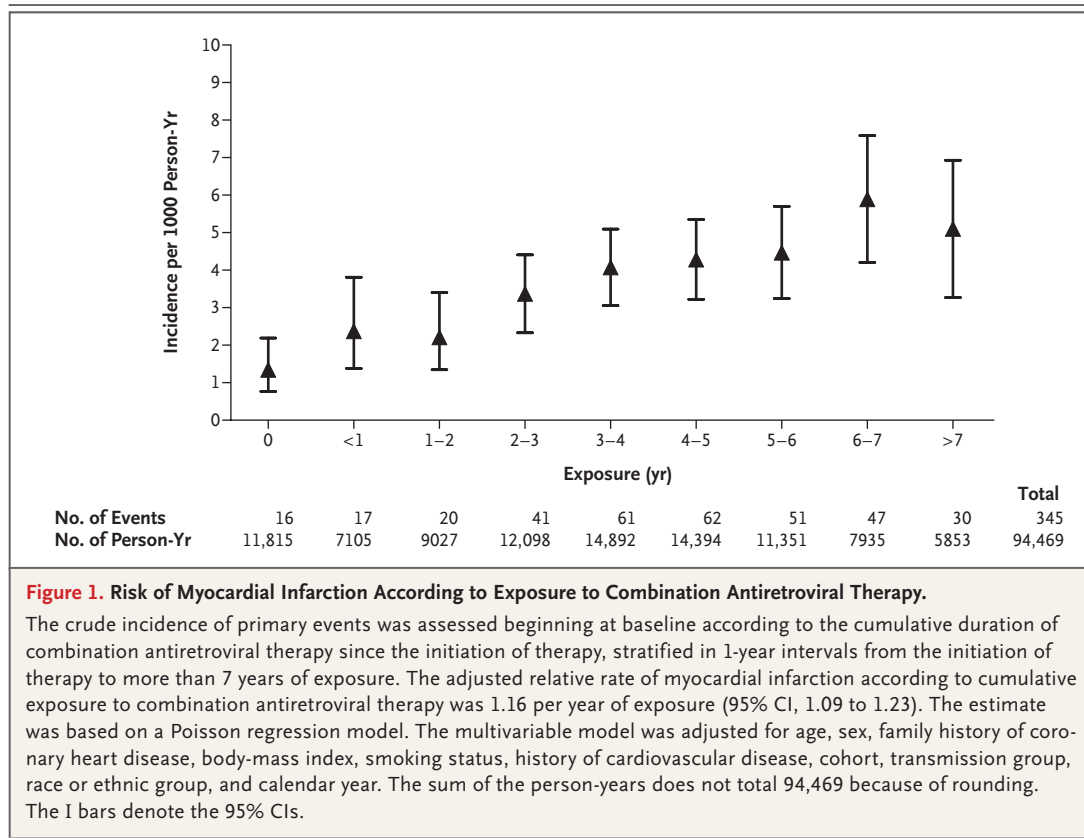 10
9
8
7
6
5
4
3
2
1
0
Incidence per 1000 Person-Yr
0 <1 1–2 2–3 3–4 4–5 5–6 6–7 >7
Exposure (yr)
Total
No. of Events 16 17 20 41 61 62 51 47 30 345
No. of Person-Yr 11,815 7105 9027 12,098 14,892 14,394 11,351 7935 5853 94,469
Figure 1. Risk of Myocardial Infarction According to Exposure to Combination Antiretroviral Therapy.
The crude incidence of primary events was assessed beginning at baseline according to the cumulative duration of
combination antiretroviral therapy since the initiation of therapy, stratified in 1-year intervals from the initiation of
therapy to more than 7 years of exposure. The adjusted relative rate of myocardial infarction according to cumulative
exposure to combination antiretroviral therapy was 1.16 per year of exposure (95% CI, 1.09 to 1.23). The estimate
was based on a Poisson regression model. The multivariable model was adjusted for age, sex, family history of coro-
nary heart disease, body-mass index, smoking status, history of cardiovascular disease, cohort, transmission group,
race or ethnic group, and calendar year. The sum of the person-years does not total 94,469 because of rounding.
The I bars denote the 95% CIs.